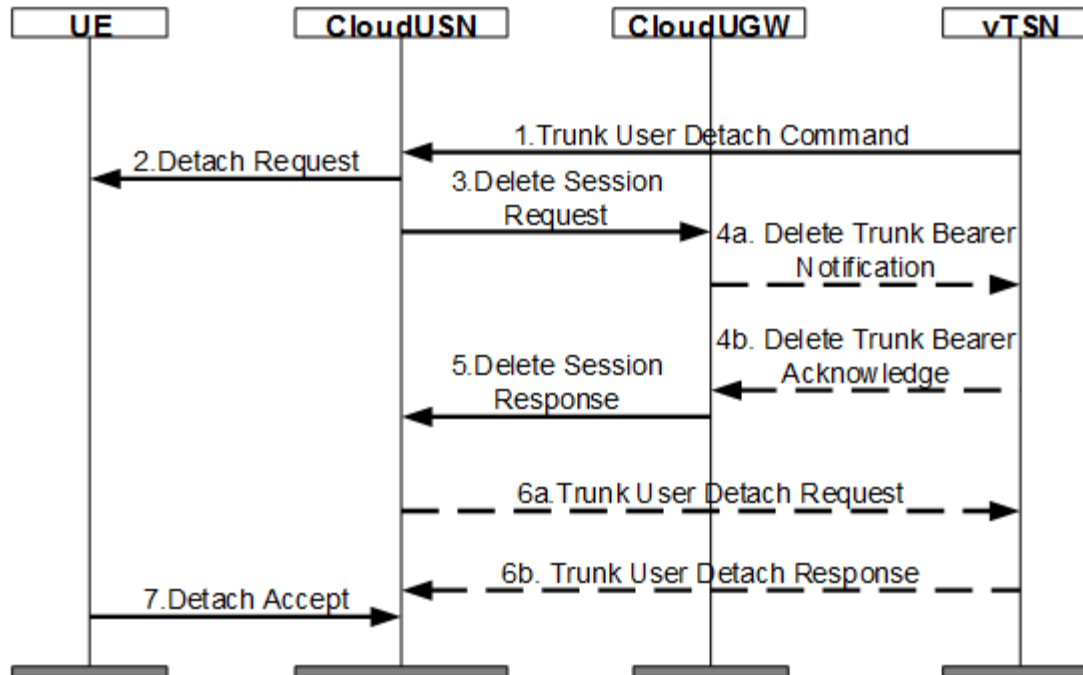 UE CloudUSN CloudUGW vTSN
1.Trunk User Detach Command
2.Detach Request
3.Delete Session
Request
4a. Delete Trunk Bearer
Notification
4b. Delete Trunk Bearer
Acknowledge
5.Delete Session
Response
6a.Trunk User Detach Request
6b. Trunk User Detach Response
7.Detach Accept